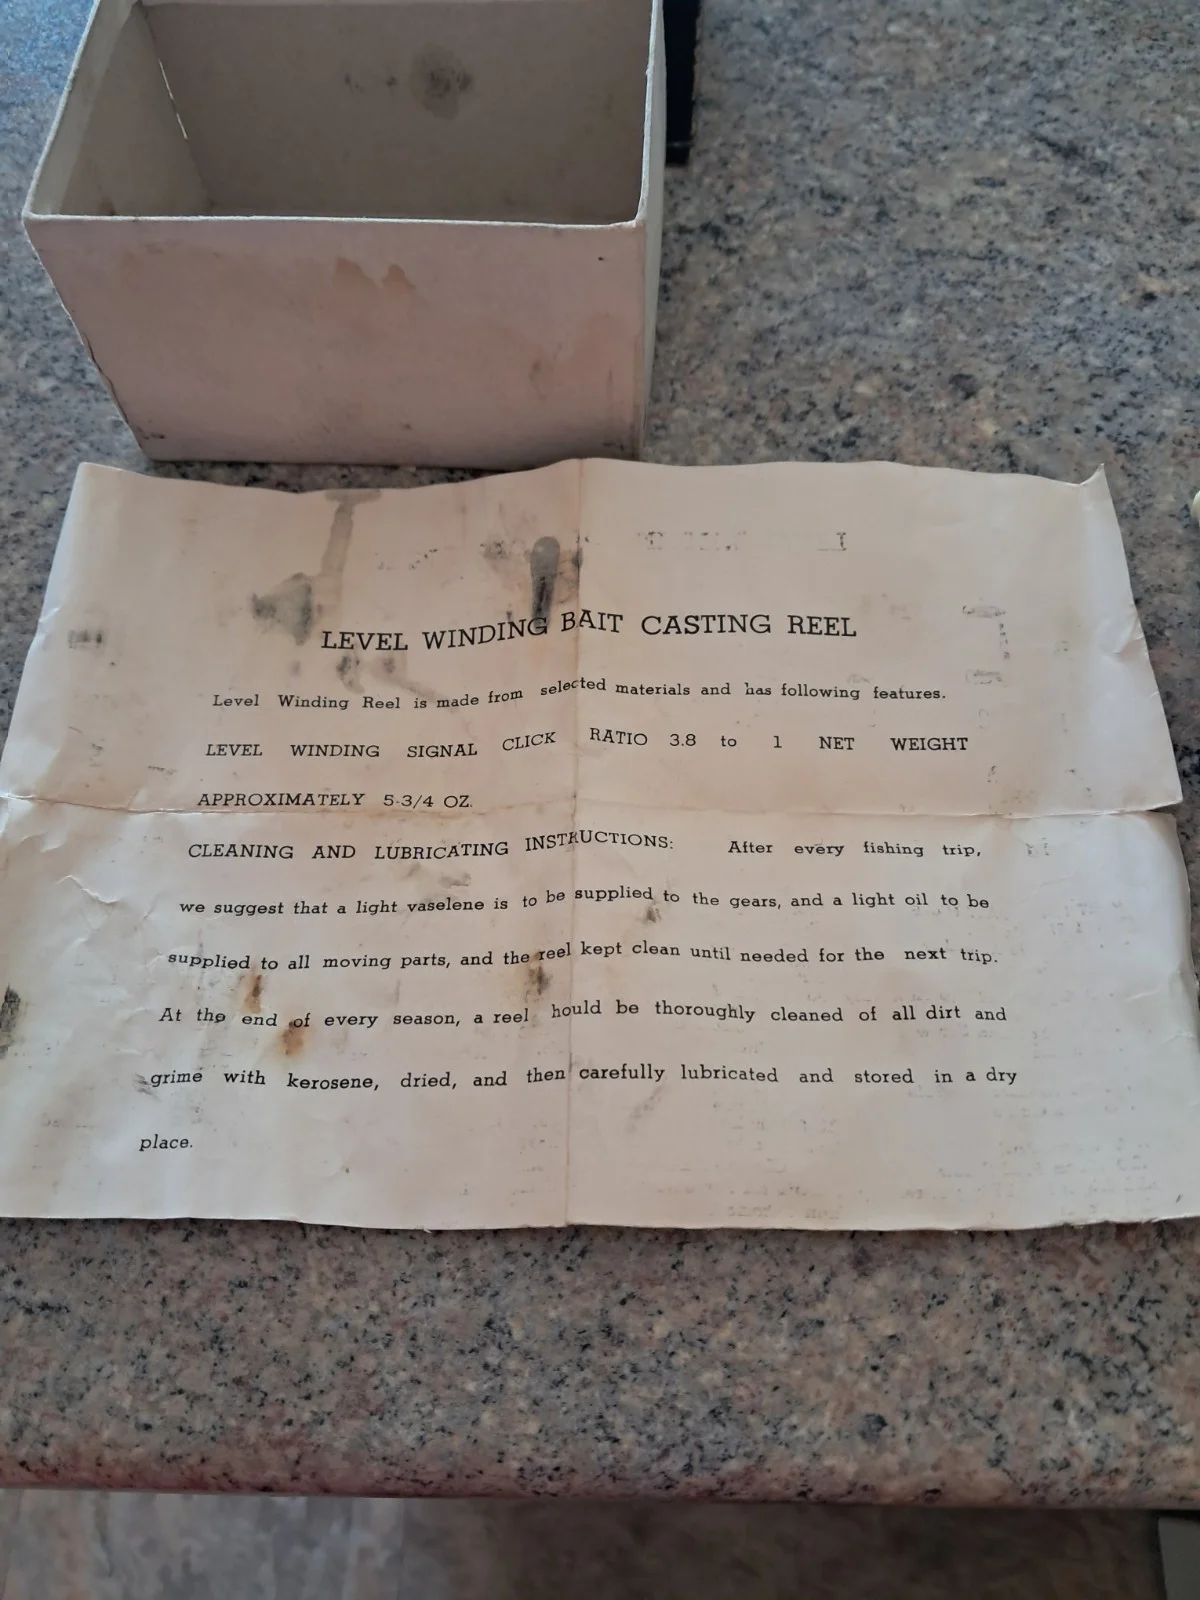 LEVEL WINDING BAIT CASTING REEL
Level Winding Reel is made from selected materials and has following features.
LEVEL WINDING SIGNAL CLICK RATIO 3.8 to 1 NET WEIGHT
APPROXIMATELY 5-3/4 OZ.
CLEANING AND LUBRICATING INSTRUCTIONS: After every fishing trip,
we suggest that a light vaselene is to be supplied to the gears, and a light oil to be
supplied to all moving parts, and the reel kept clean until needed for the next trip.
At the end of every season, a reel hould be thoroughly cleaned of all dirt and
grime with kerosene, dried, and then carefully lubricated and stored in a dry
place.